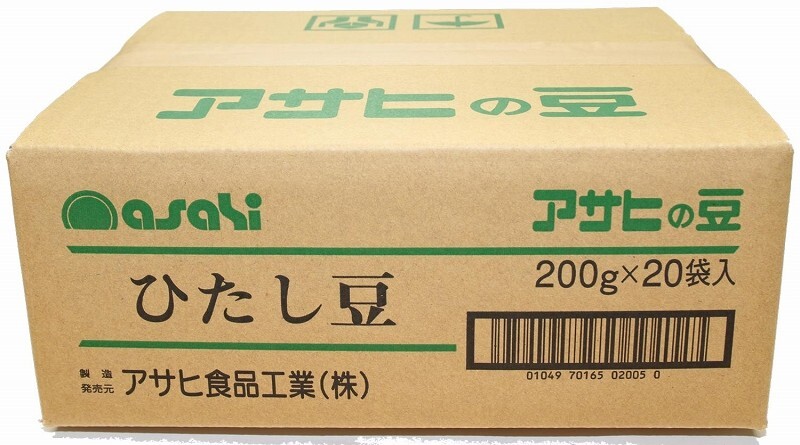 アサヒの豆
asahi
アサヒの豆
200g×20袋入
ひたし豆
01049 70165 02005 0
製造
発売元
アサヒ食品工業(株)